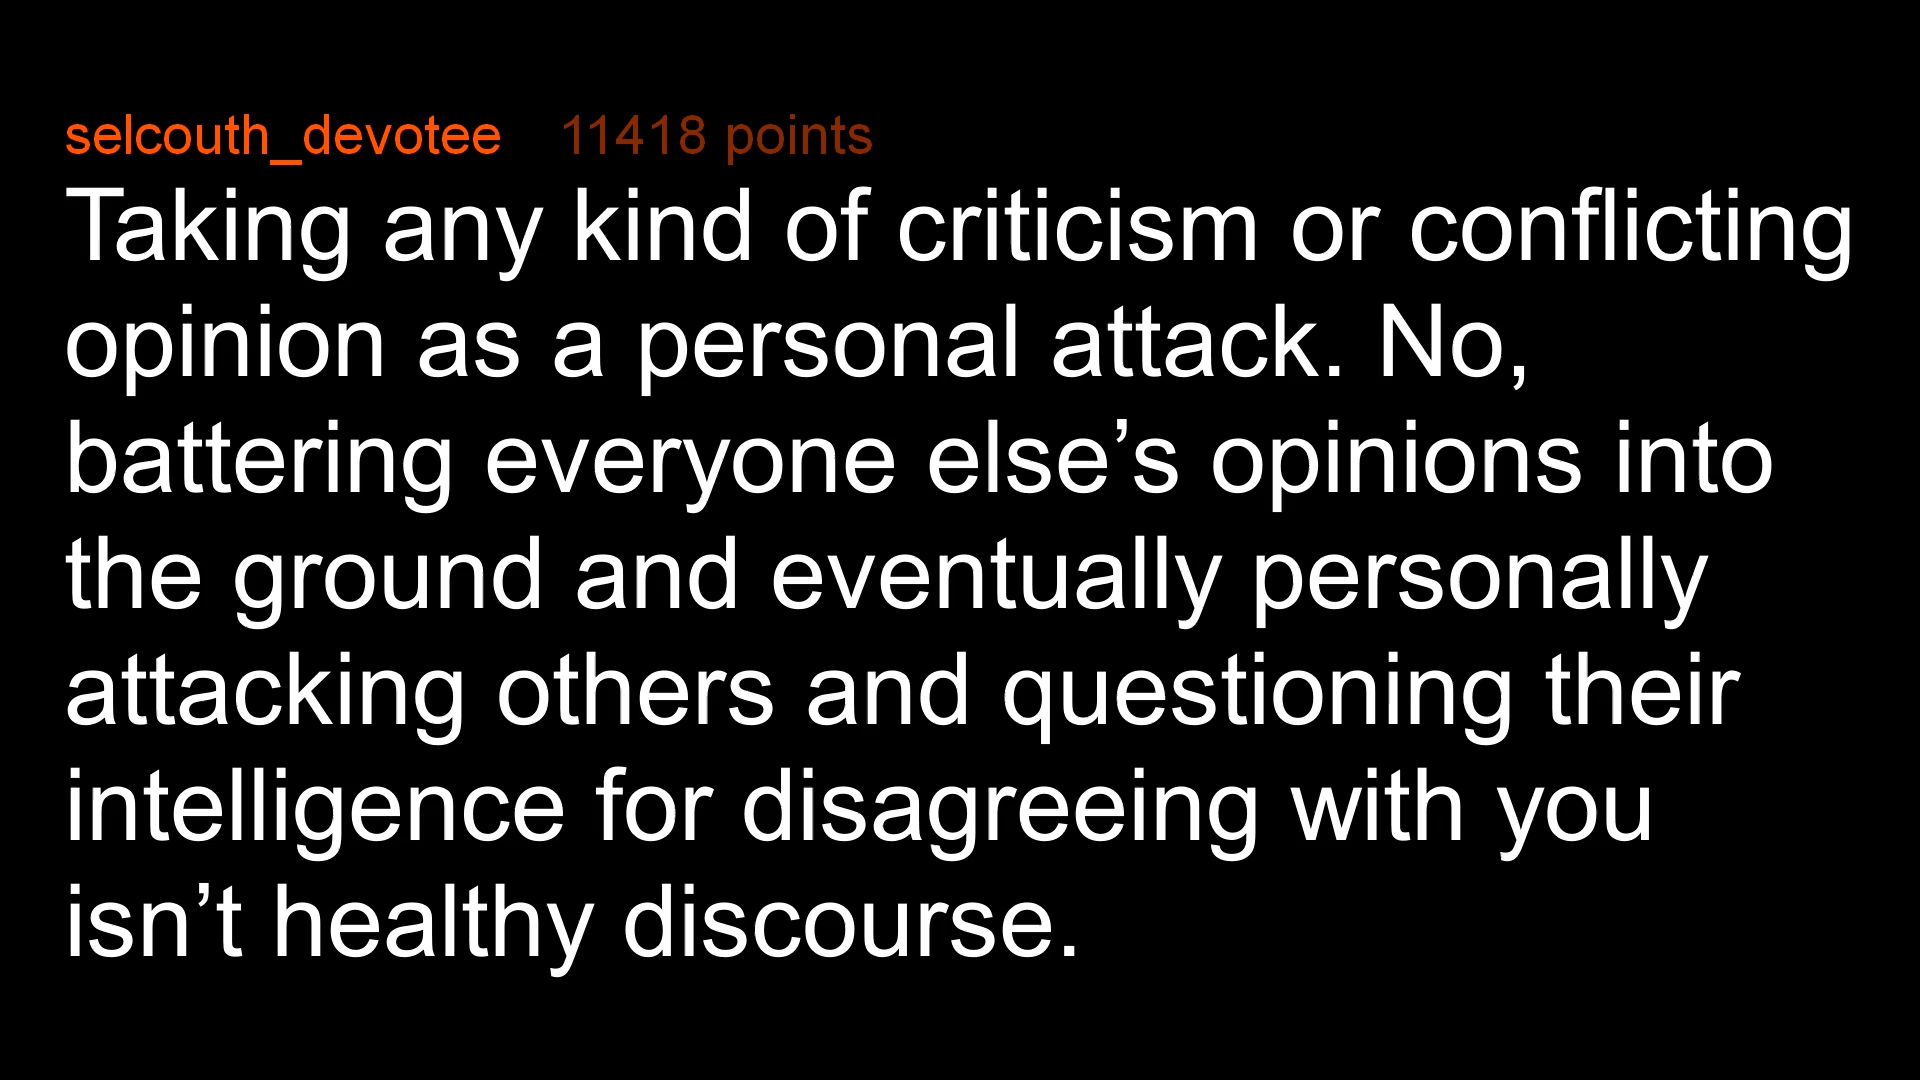 selcouth_devotee 11418 points
Taking any kind of criticism or conflicting
opinion as a personal attack. No,
battering everyone else’s opinions into
the ground and eventually personally
attacking others and questioning their
intelligence for disagreeing with you
isn’t healthy discourse.